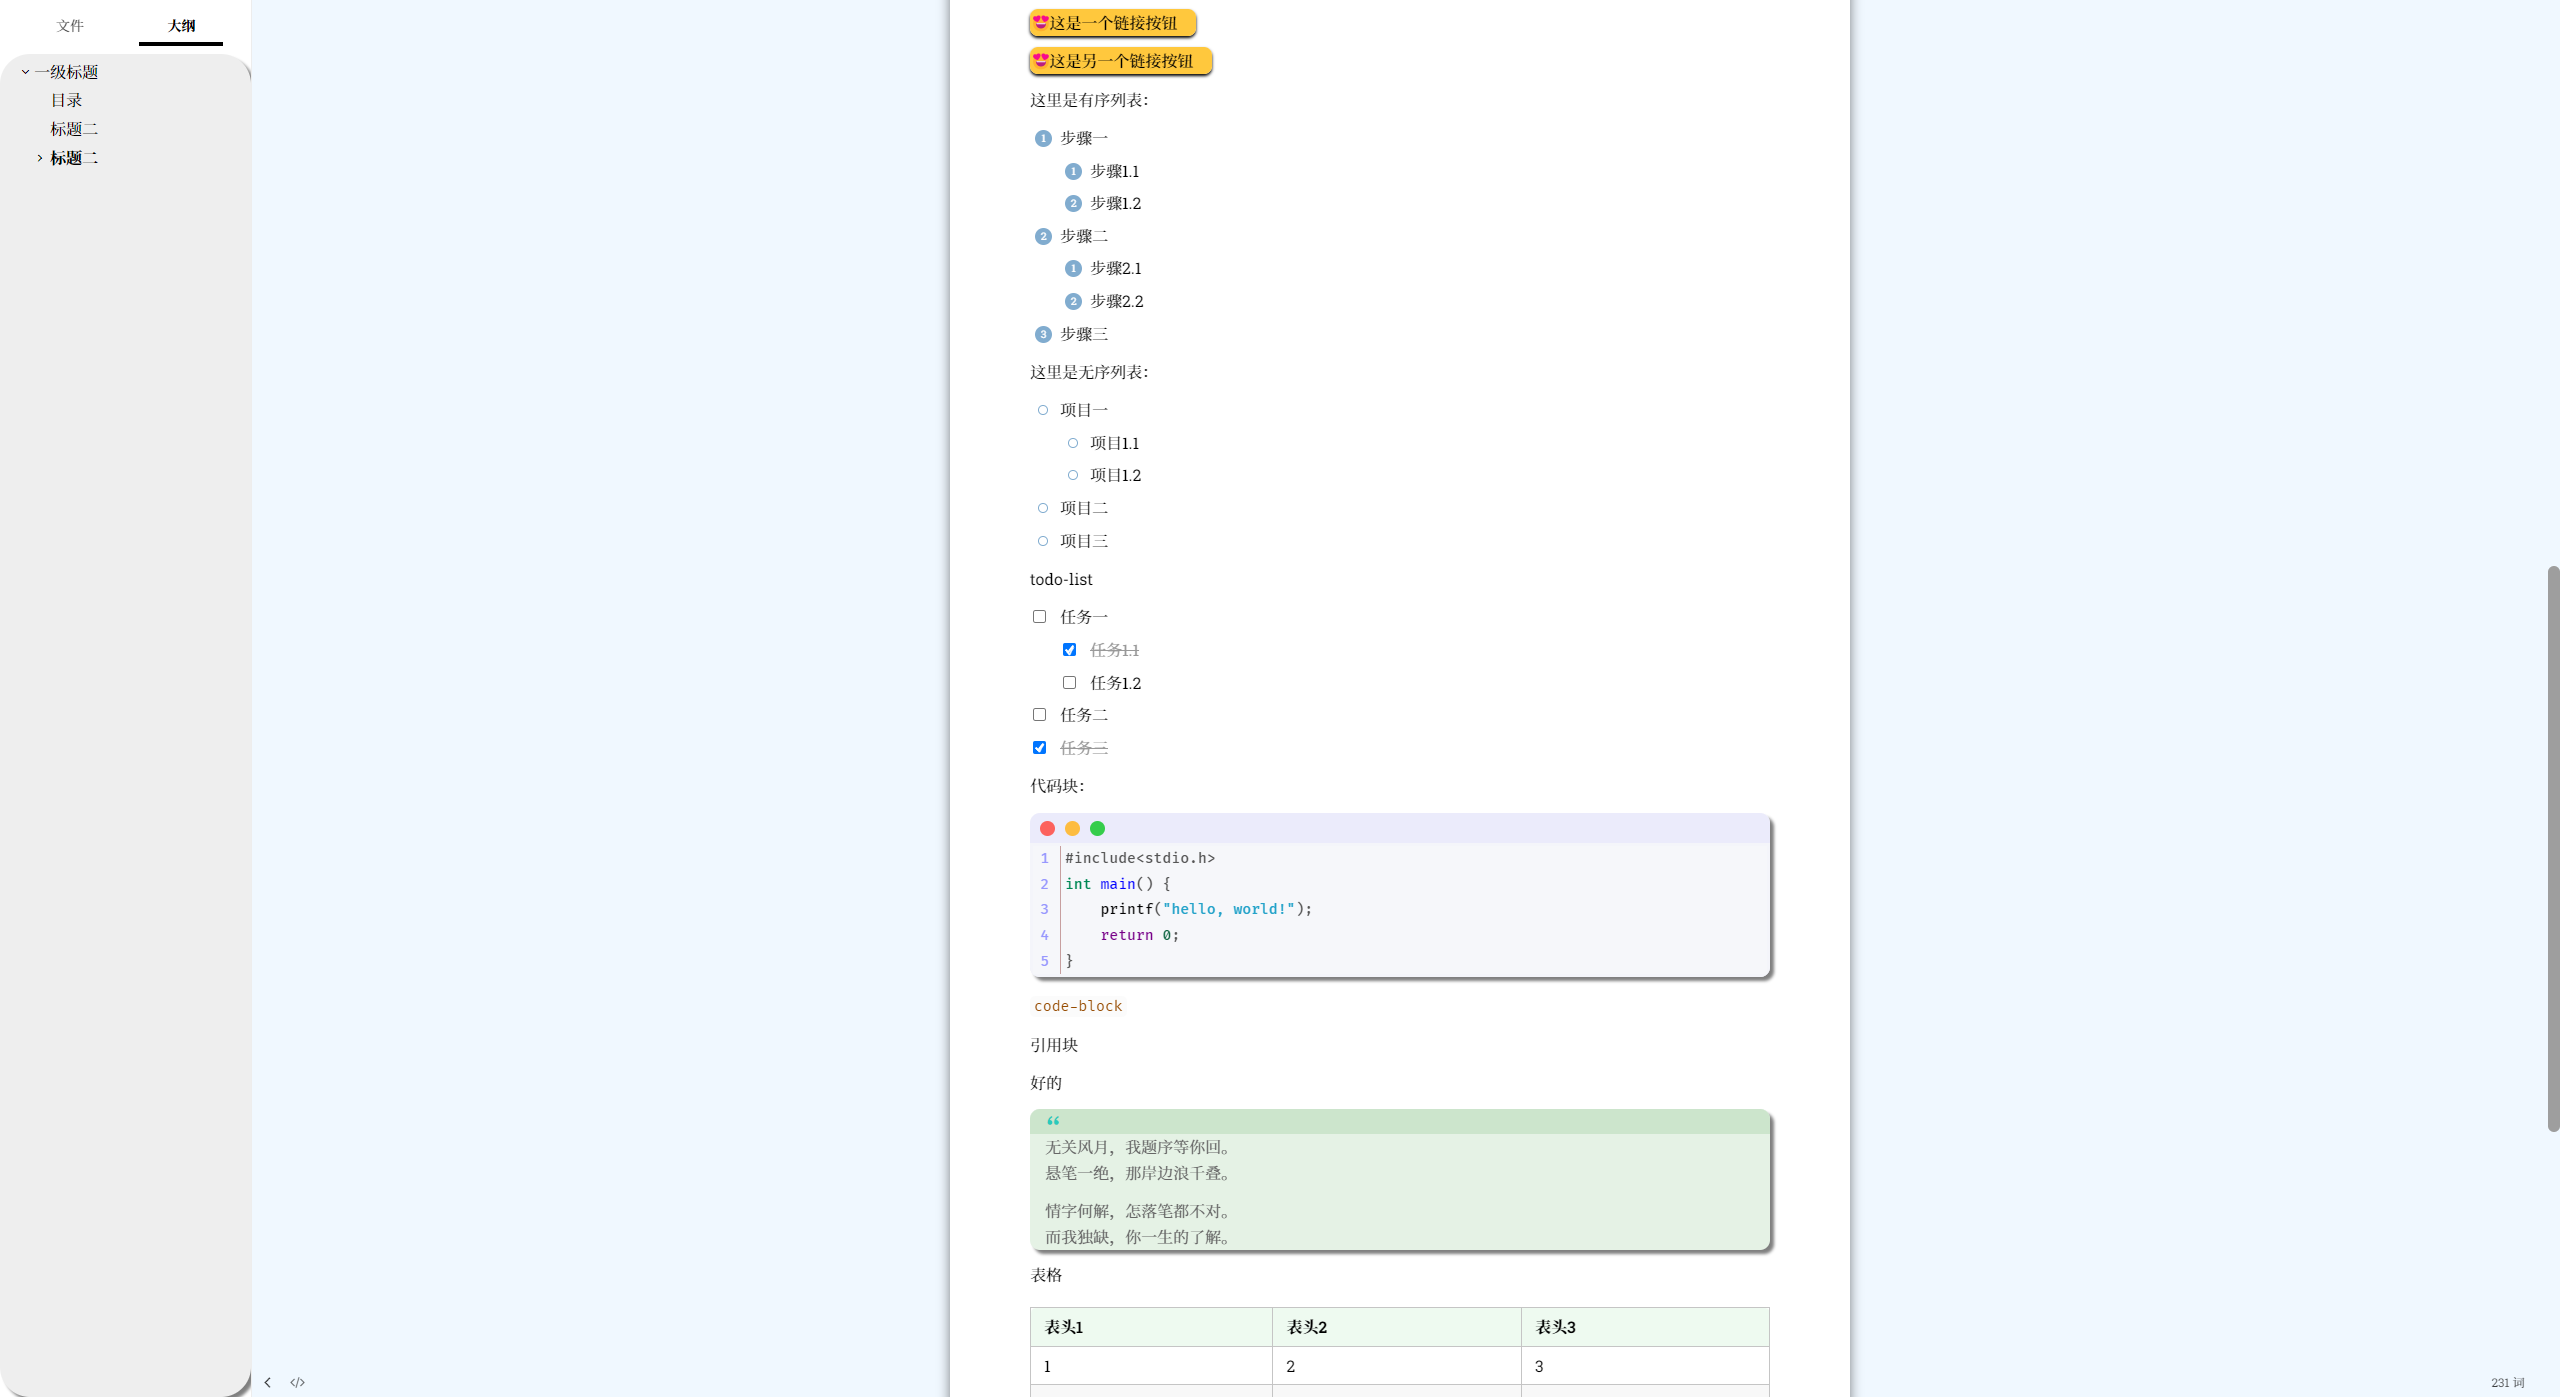 文件 大纲
一级标题
目录
标题二
标题二
😍这是一个链接按钮
😍这是另一个链接按钮
这里是有序列表：
1 步骤一
1 步骤1.1
2 步骤1.2
2 步骤二
1 步骤2.1
2 步骤2.2
3 步骤三
这里是无序列表：
项目一
项目1.1
项目1.2
项目二
项目三
todo-list
任务一
任务1.1
任务1.2
任务二
任务三
代码块：
1 #include<stdio.h>
2 int main() {
3     printf("hello, world!");
4     return 0;
5 }
code-block
引用块
好的
“
无关风月，我题序等你回。
悬笔一绝，那岸边浪千叠。
情字何解，怎落笔都不对。
而我独缺，你一生的了解。
表格
表头1 表头2 表头3
1 2 3
</> 231 词